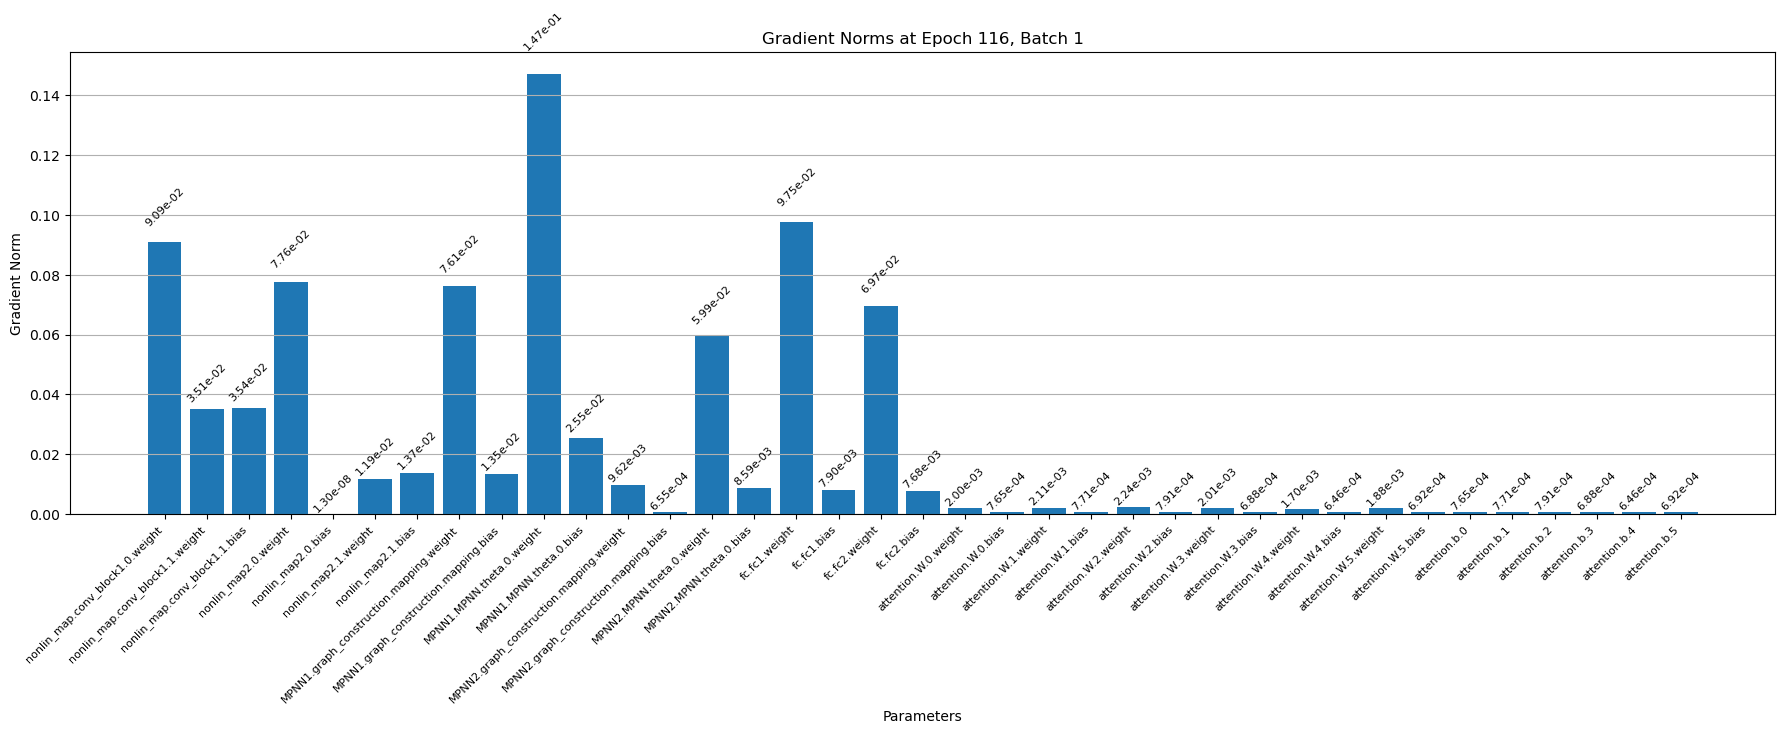 Gradient Norms at Epoch 116, Batch 1
Gradient Norm
0.14
0.12
0.10
0.08
0.06
0.04
0.02
0.00
9.09e-02
3.51e-02
3.54e-02
7.76e-02
1.30e-08
1.19e-02
1.37e-02
7.61e-02
1.35e-02
1.47e-01
2.55e-02
9.62e-03
6.55e-04
5.99e-02
8.59e-03
9.75e-02
7.90e-03
6.97e-02
7.68e-03
2.00e-03
7.65e-04
2.11e-03
7.71e-04
2.24e-03
7.91e-04
2.01e-03
6.88e-04
1.70e-03
6.46e-04
1.88e-03
6.92e-04
7.65e-04
7.71e-04
7.91e-04
6.88e-04
6.46e-04
6.92e-04
nonlin_map.conv_block1.0.weight
nonlin_map.conv_block1.1.weight
nonlin_map.conv_block1.1.bias
nonlin_map2.0.weight
nonlin_map2.0.bias
nonlin_map2.1.weight
nonlin_map2.1.bias
MPNN1.graph_construction.mapping.weight
MPNN1.graph_construction.mapping.bias
MPNN1.MPNN.theta.0.weight
MPNN1.MPNN.theta.0.bias
MPNN2.graph_construction.mapping.weight
MPNN2.graph_construction.mapping.bias
MPNN2.MPNN.theta.0.weight
MPNN2.MPNN.theta.0.bias
fc.fc1.weight
fc.fc1.bias
fc.fc2.weight
fc.fc2.bias
attention.W.0.weight
attention.W.0.bias
attention.W.1.weight
attention.W.1.bias
attention.W.2.weight
attention.W.2.bias
attention.W.3.weight
attention.W.3.bias
attention.W.4.weight
attention.W.4.bias
attention.W.5.weight
attention.W.5.bias
attention.b.0
attention.b.1
attention.b.2
attention.b.3
attention.b.4
attention.b.5
Parameters